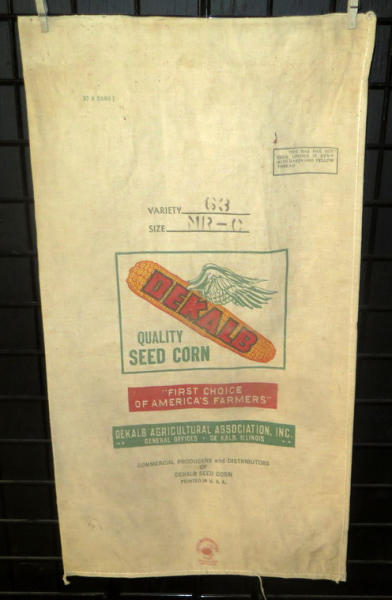 VARIETY 63
SIZE MR-C
DEKALB
QUALITY
SEED CORN
"FIRST CHOICE
OF AMERICA'S FARMERS"
DEKALB AGRICULTURAL ASSOCIATION, INC.
GENERAL OFFICES • DE KALB, ILLINOIS
COMMERCIAL PRODUCERS and DISTRIBUTORS
OF
DEKALB SEED CORN
PRINTED IN U. S. A.